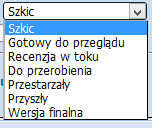 Szkic
Szkic
Gotowy do przeglądu
Recenzja w toku
Do przerobienia
Przestarzały
Przyszły
Wersja finalna